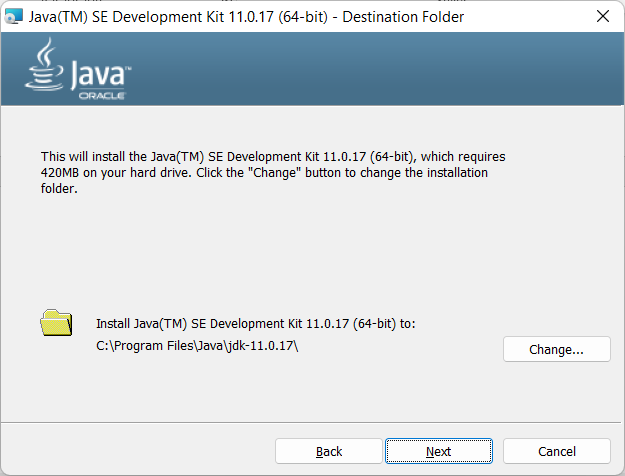 Java(TM) SE Development Kit 11.0.17 (64-bit) - Destination Folder
Java™
ORACLE
This will install the Java(TM) SE Development Kit 11.0.17 (64-bit), which requires
420MB on your hard drive. Click the "Change" button to change the installation
folder.
Install Java(TM) SE Development Kit 11.0.17 (64-bit) to:
C:\Program Files\Java\jdk-11.0.17\
Change...
Back
Next
Cancel